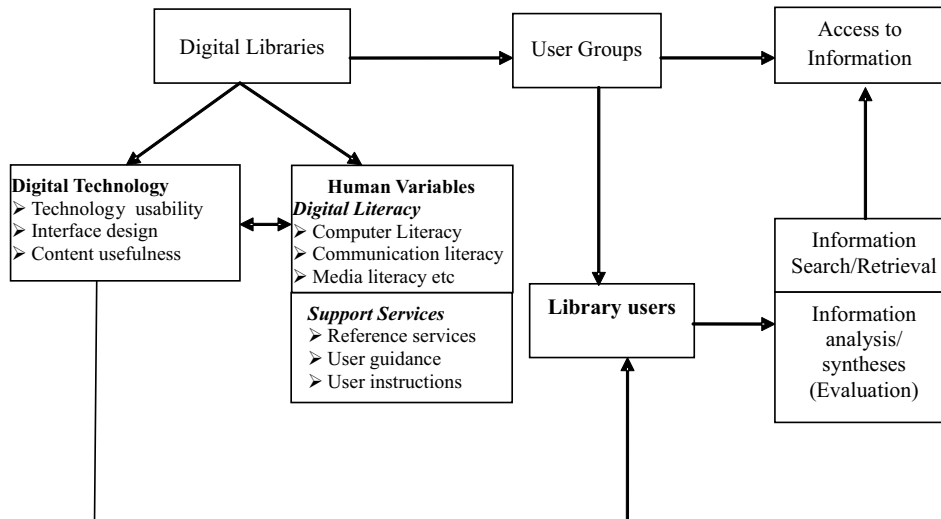 Digital Libraries
User Groups
Access to
Information
Digital Technology
➢ Technology  usability
➢ Interface design
➢ Content usefulness
Human Variables
Digital Literacy
➢ Computer Literacy
➢ Communication literacy
➢ Media literacy etc
Support Services
➢ Reference services
➢ User guidance
➢ User instructions
Library users
Information
Search/Retrieval
Information
analysis/
syntheses
(Evaluation)